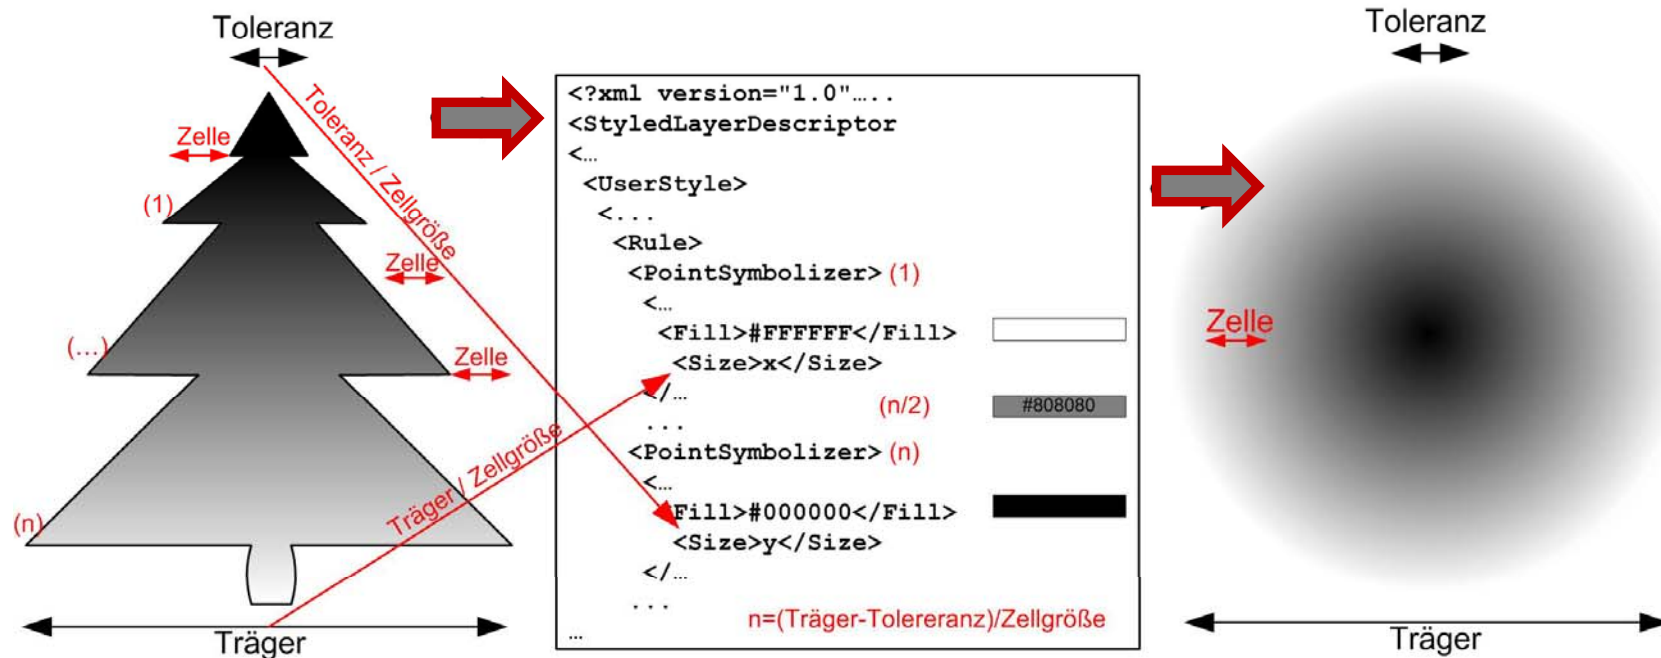 Toleranz
Zelle
(1)
Toleranz / Zellgröße
Zelle
(...)
Zelle
Träger / Zellgröße
(n)
Träger
<?xml version="1.0"…..
<StyledLayerDescriptor
<…
<UserStyle>
<...
<Rule>
<PointSymbolizer> (1)
<…
<Fill>#FFFFFF</Fill>
<Size>x</Size>
</…
(n/2) #808080
...
<PointSymbolizer> (n)
<…
<Fill>#000000</Fill>
<Size>y</Size>
</…
...
n=(Träger-Tolereranz)/Zellgröße
…
Toleranz
Zelle
Träger